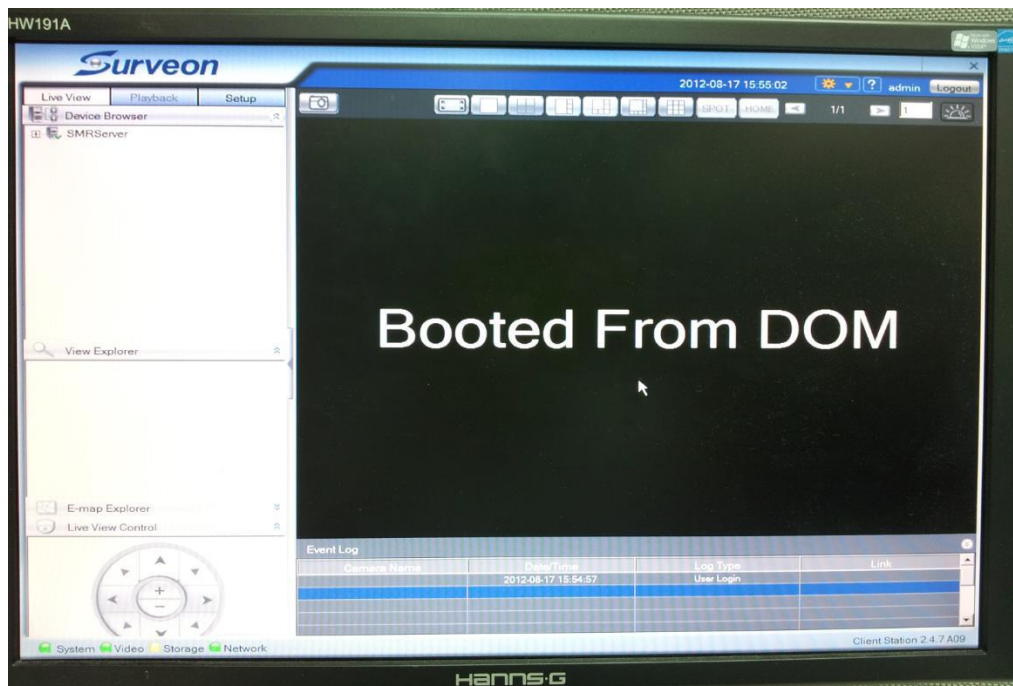 HW191A
Surveon
2012-08-17 15:55:02
? admin Logout
Live View Playback Setup
SPOT HOME 1/1 1
Device Browser
SMRServer
Booted From DOM
View Explorer
E-map Explorer
Live View Control
Event Log
Camera Name Date/Time Log Type Link
2012-08-17 15:54:57 User Login
System Video Storage Network
Client Station 2.4.7 A09
HANNS·G